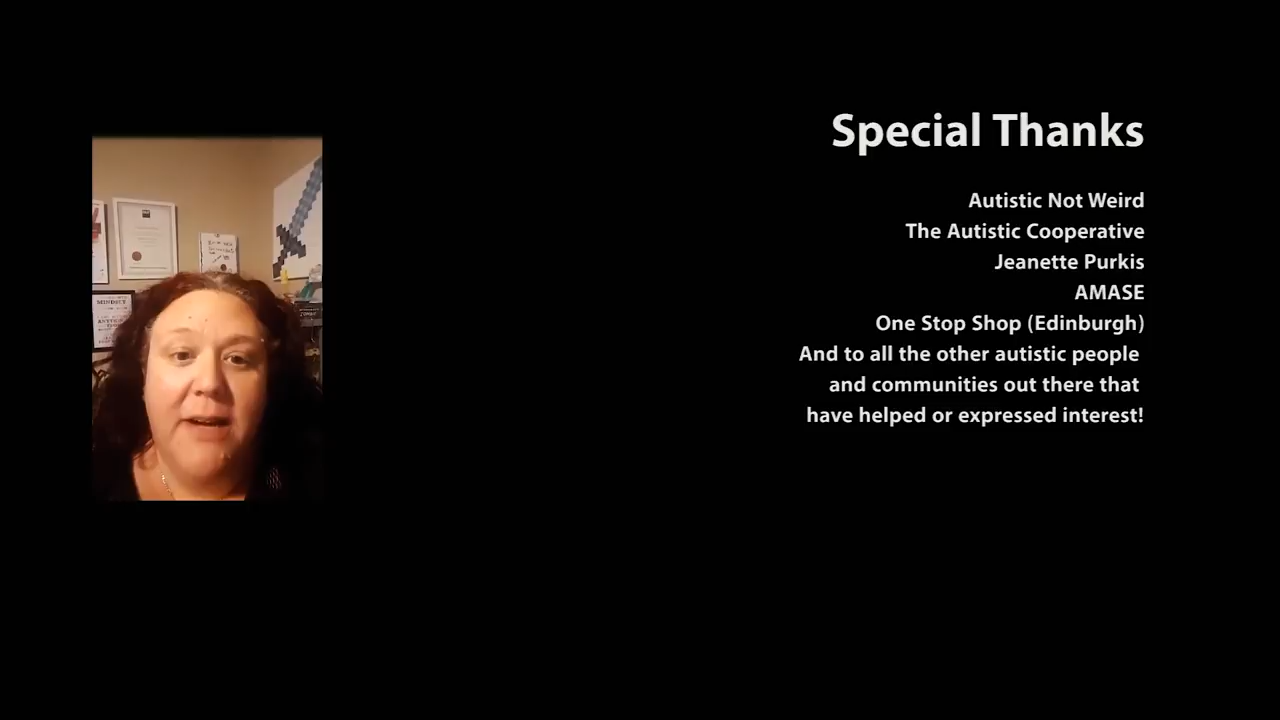 Special Thanks
Autistic Not Weird
The Autistic Cooperative
Jeanette Purkis
AMASE
One Stop Shop (Edinburgh)
And to all the other autistic people
and communities out there that
have helped or expressed interest!
MINDSET